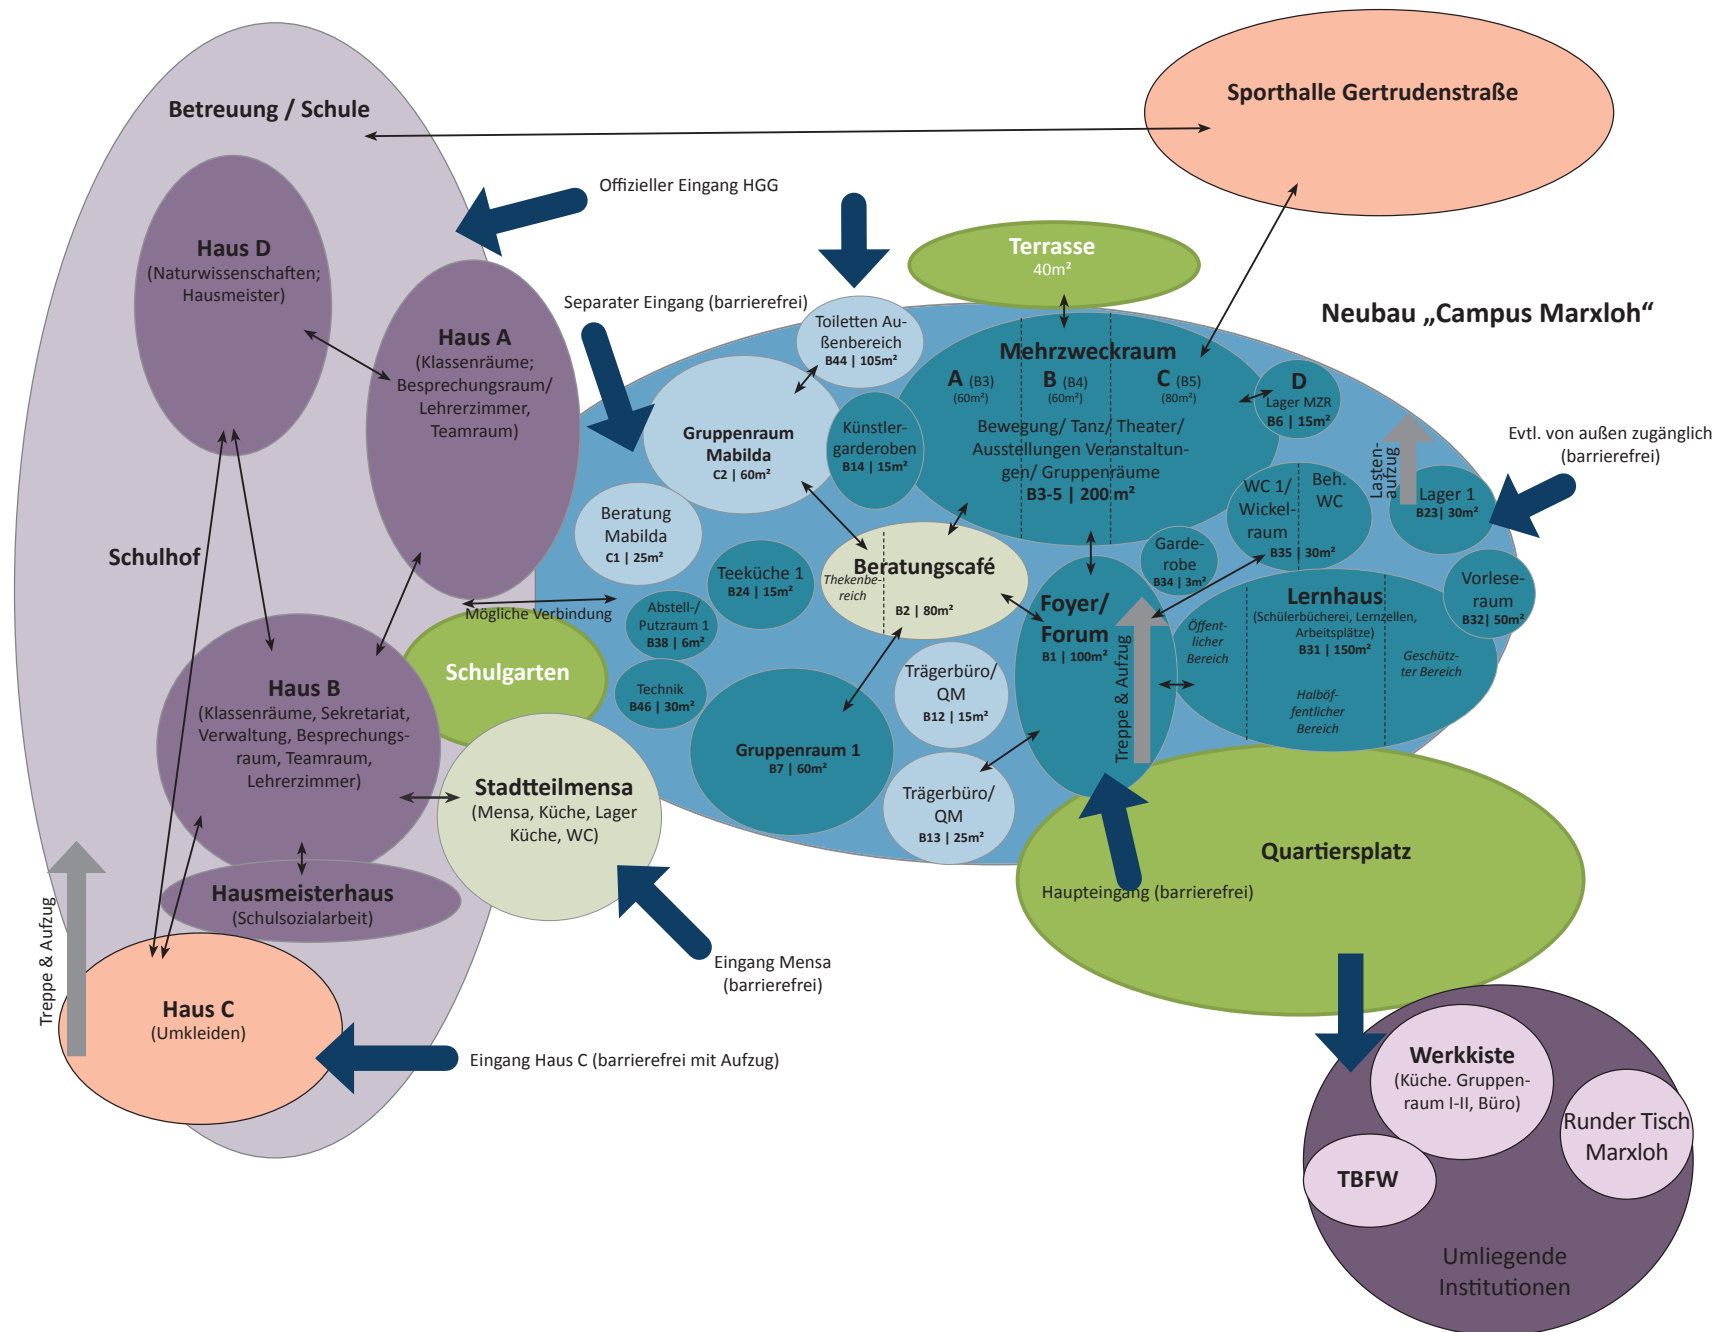 Betreuung / Schule
Sporthalle Gertrudenstraße
Offizieller Eingang HGG
Haus D
(Naturwissenschaften;
Hausmeister)
Haus A
(Klassenräume;
Besprechungsraum/
Lehrerzimmer,
Teamraum)
Schulhof
Separater Eingang (barrierefrei)
Terrasse
40m²
Neubau „Campus Marxloh“
Toiletten Au-
ßenbereich
B44 | 105m²
Mehrzweckraum
A (B3)
(60m²)
B (B4)
(60m²)
C (B5)
(80m²)
Bewegung/ Tanz/ Theater/
Ausstellungen Veranstaltun-
gen/ Gruppenräume
B3-5 | 200 m²
D
Lager MZR
B6 | 15m²
Gruppenraum
Mabilda
C2 | 60m²
Künstler-
garderoben
B14 | 15m²
Lasten-
aufzug
Evtl. von außen zugänglich
(barrierefrei)
WC 1/
Wickel-
raum
Beh.
WC
B35 | 30m²
Lager 1
B23| 30m²
Beratung
Mabilda
C1 | 25m²
Teeküche 1
B24 | 15m²
Beratungscafé
Thekenbe-
reich
B2 | 80m²
Garde-
robe
B34 | 3m²
Vorlese-
raum
B32| 50m²
Mögliche Verbindung
Abstell-/
Putzraum 1
B38 | 6m²
Foyer/
Forum
B1 | 100m²
Treppe & Aufzug
Lernhaus
(Schülerbücherei, Lernzellen,
Arbeitsplätze)
B31 | 150m²
Öffent-
licher
Bereich
Halböf-
fentlicher
Bereich
Geschütz-
ter Bereich
Schulgarten
Technik
B46 | 30m²
Trägerbüro/
QM
B12 | 15m²
Haus B
(Klassenräume, Sekretariat,
Verwaltung, Besprechungs-
raum, Teamraum,
Lehrerzimmer)
Gruppenraum 1
B7 | 60m²
Stadtteilmensa
(Mensa, Küche, Lager
Küche, WC)
Trägerbüro/
QM
B13 | 25m²
Quartiersplatz
Haupteingang (barrierefrei)
Hausmeisterhaus
(Schulsozialarbeit)
Treppe & Aufzug
Eingang Mensa
(barrierefrei)
Haus C
(Umkleiden)
Eingang Haus C (barrierefrei mit Aufzug)
Werkkiste
(Küche. Gruppen-
raum I-II, Büro)
Runder Tisch
Marxloh
TBFW
Umliegende
Institutionen